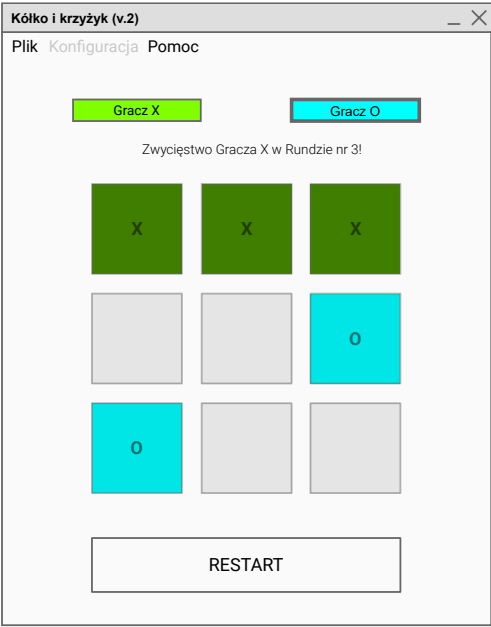 Kółko i krzyżyk (v.2)
Plik Konfiguracja Pomoc
Gracz X Gracz O
Zwycięstwo Gracza X w Rundzie nr 3!
X X X
O
O
RESTART